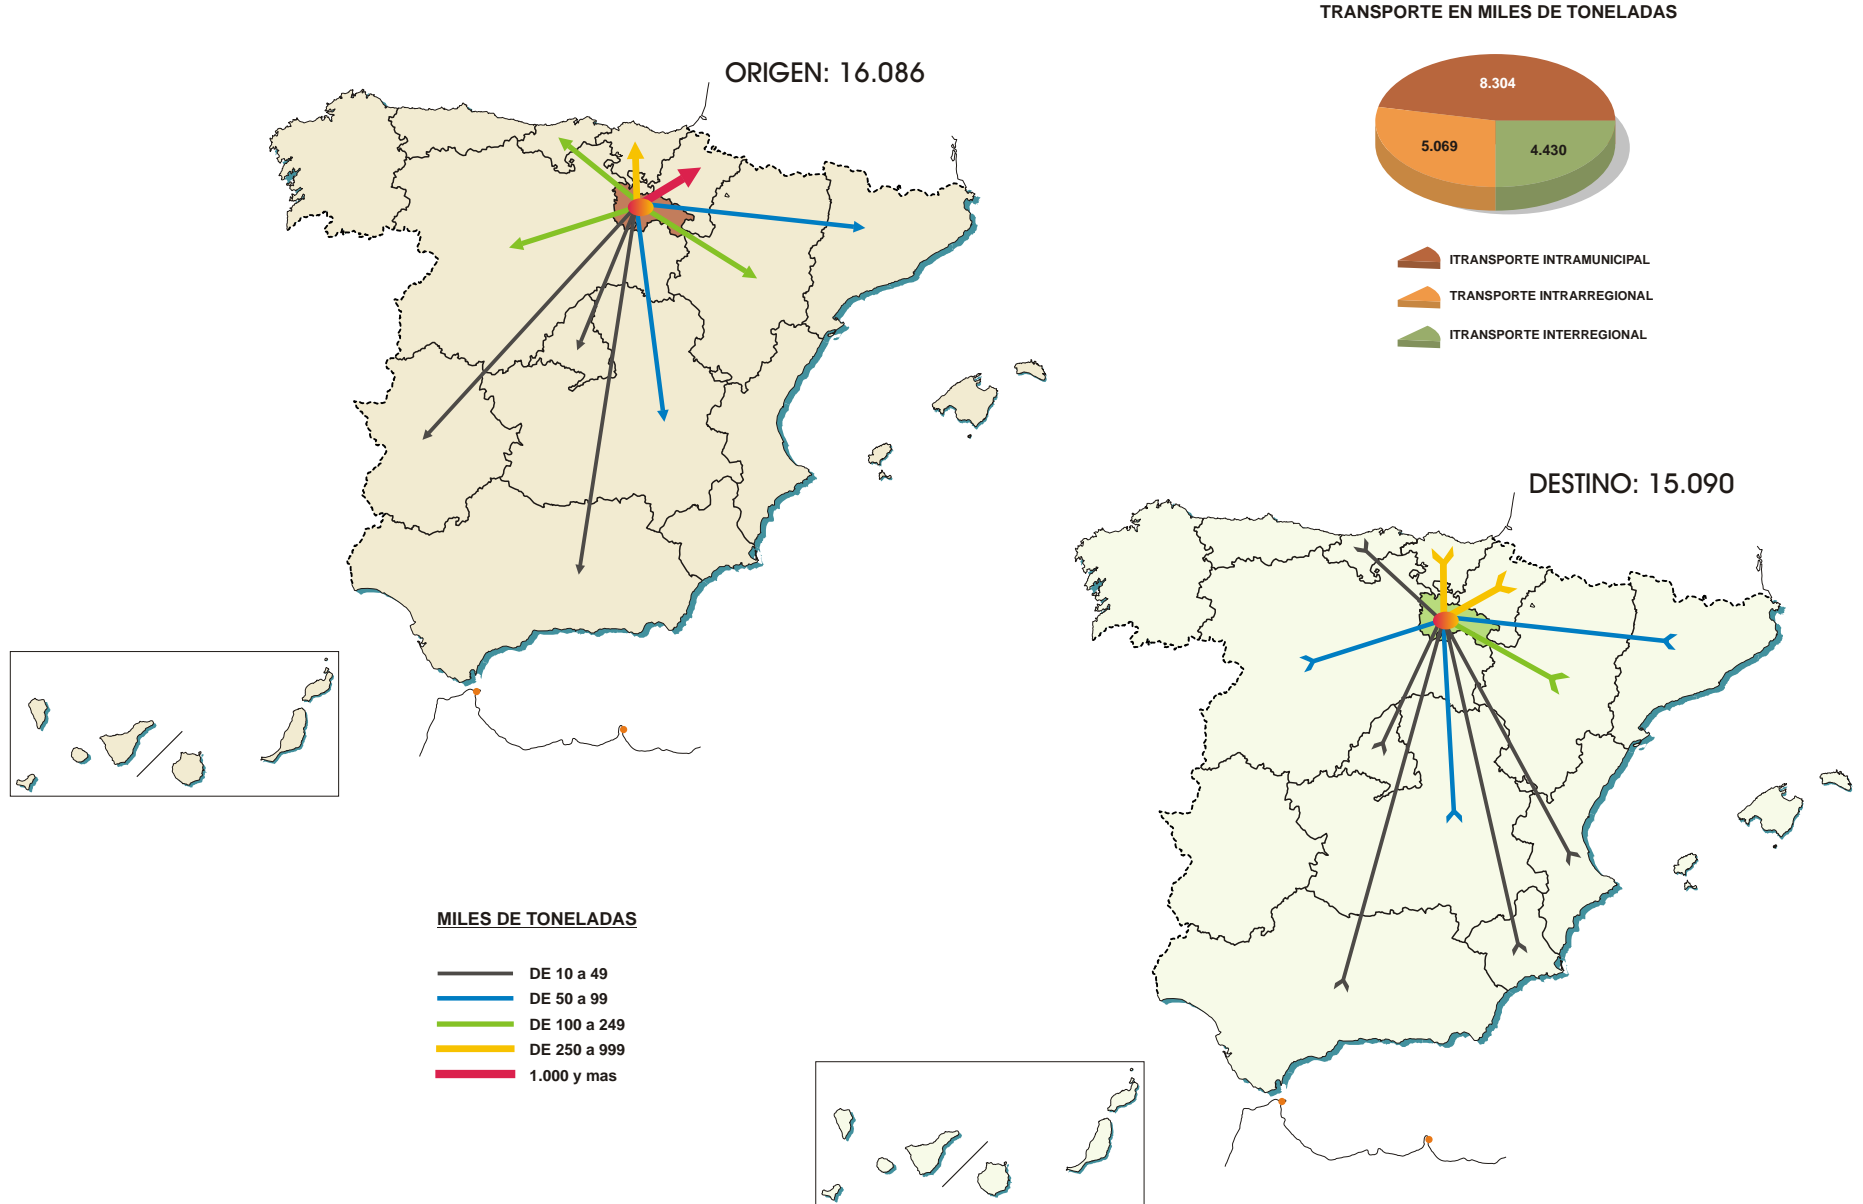 TRANSPORTE EN MILES DE TONELADAS
8.304
5.069
4.430
ITRANSPORTE INTRAMUNICIPAL
TRANSPORTE INTRARREGIONAL
ITRANSPORTE INTERREGIONAL
ORIGEN: 16.086
DESTINO: 15.090
MILES DE TONELADAS
DE 10 a 49
DE 50 a 99
DE 100 a 249
DE 250 a 999
1.000 y mas